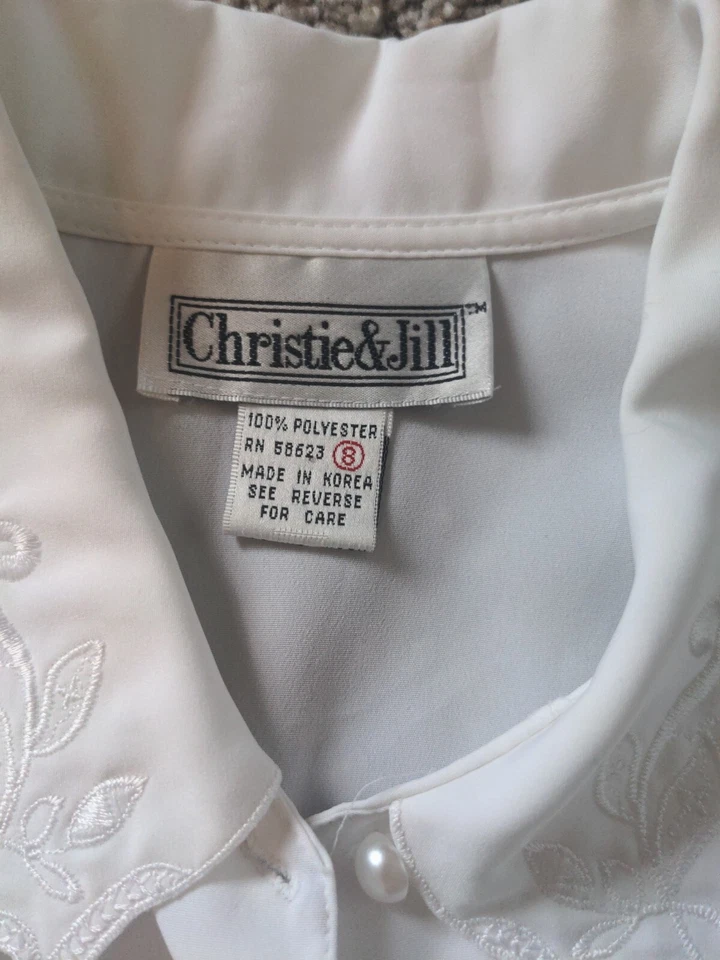 Christie&Jill™
100% POLYESTER
RN 58623 8
MADE IN KOREA
SEE REVERSE
FOR CARE